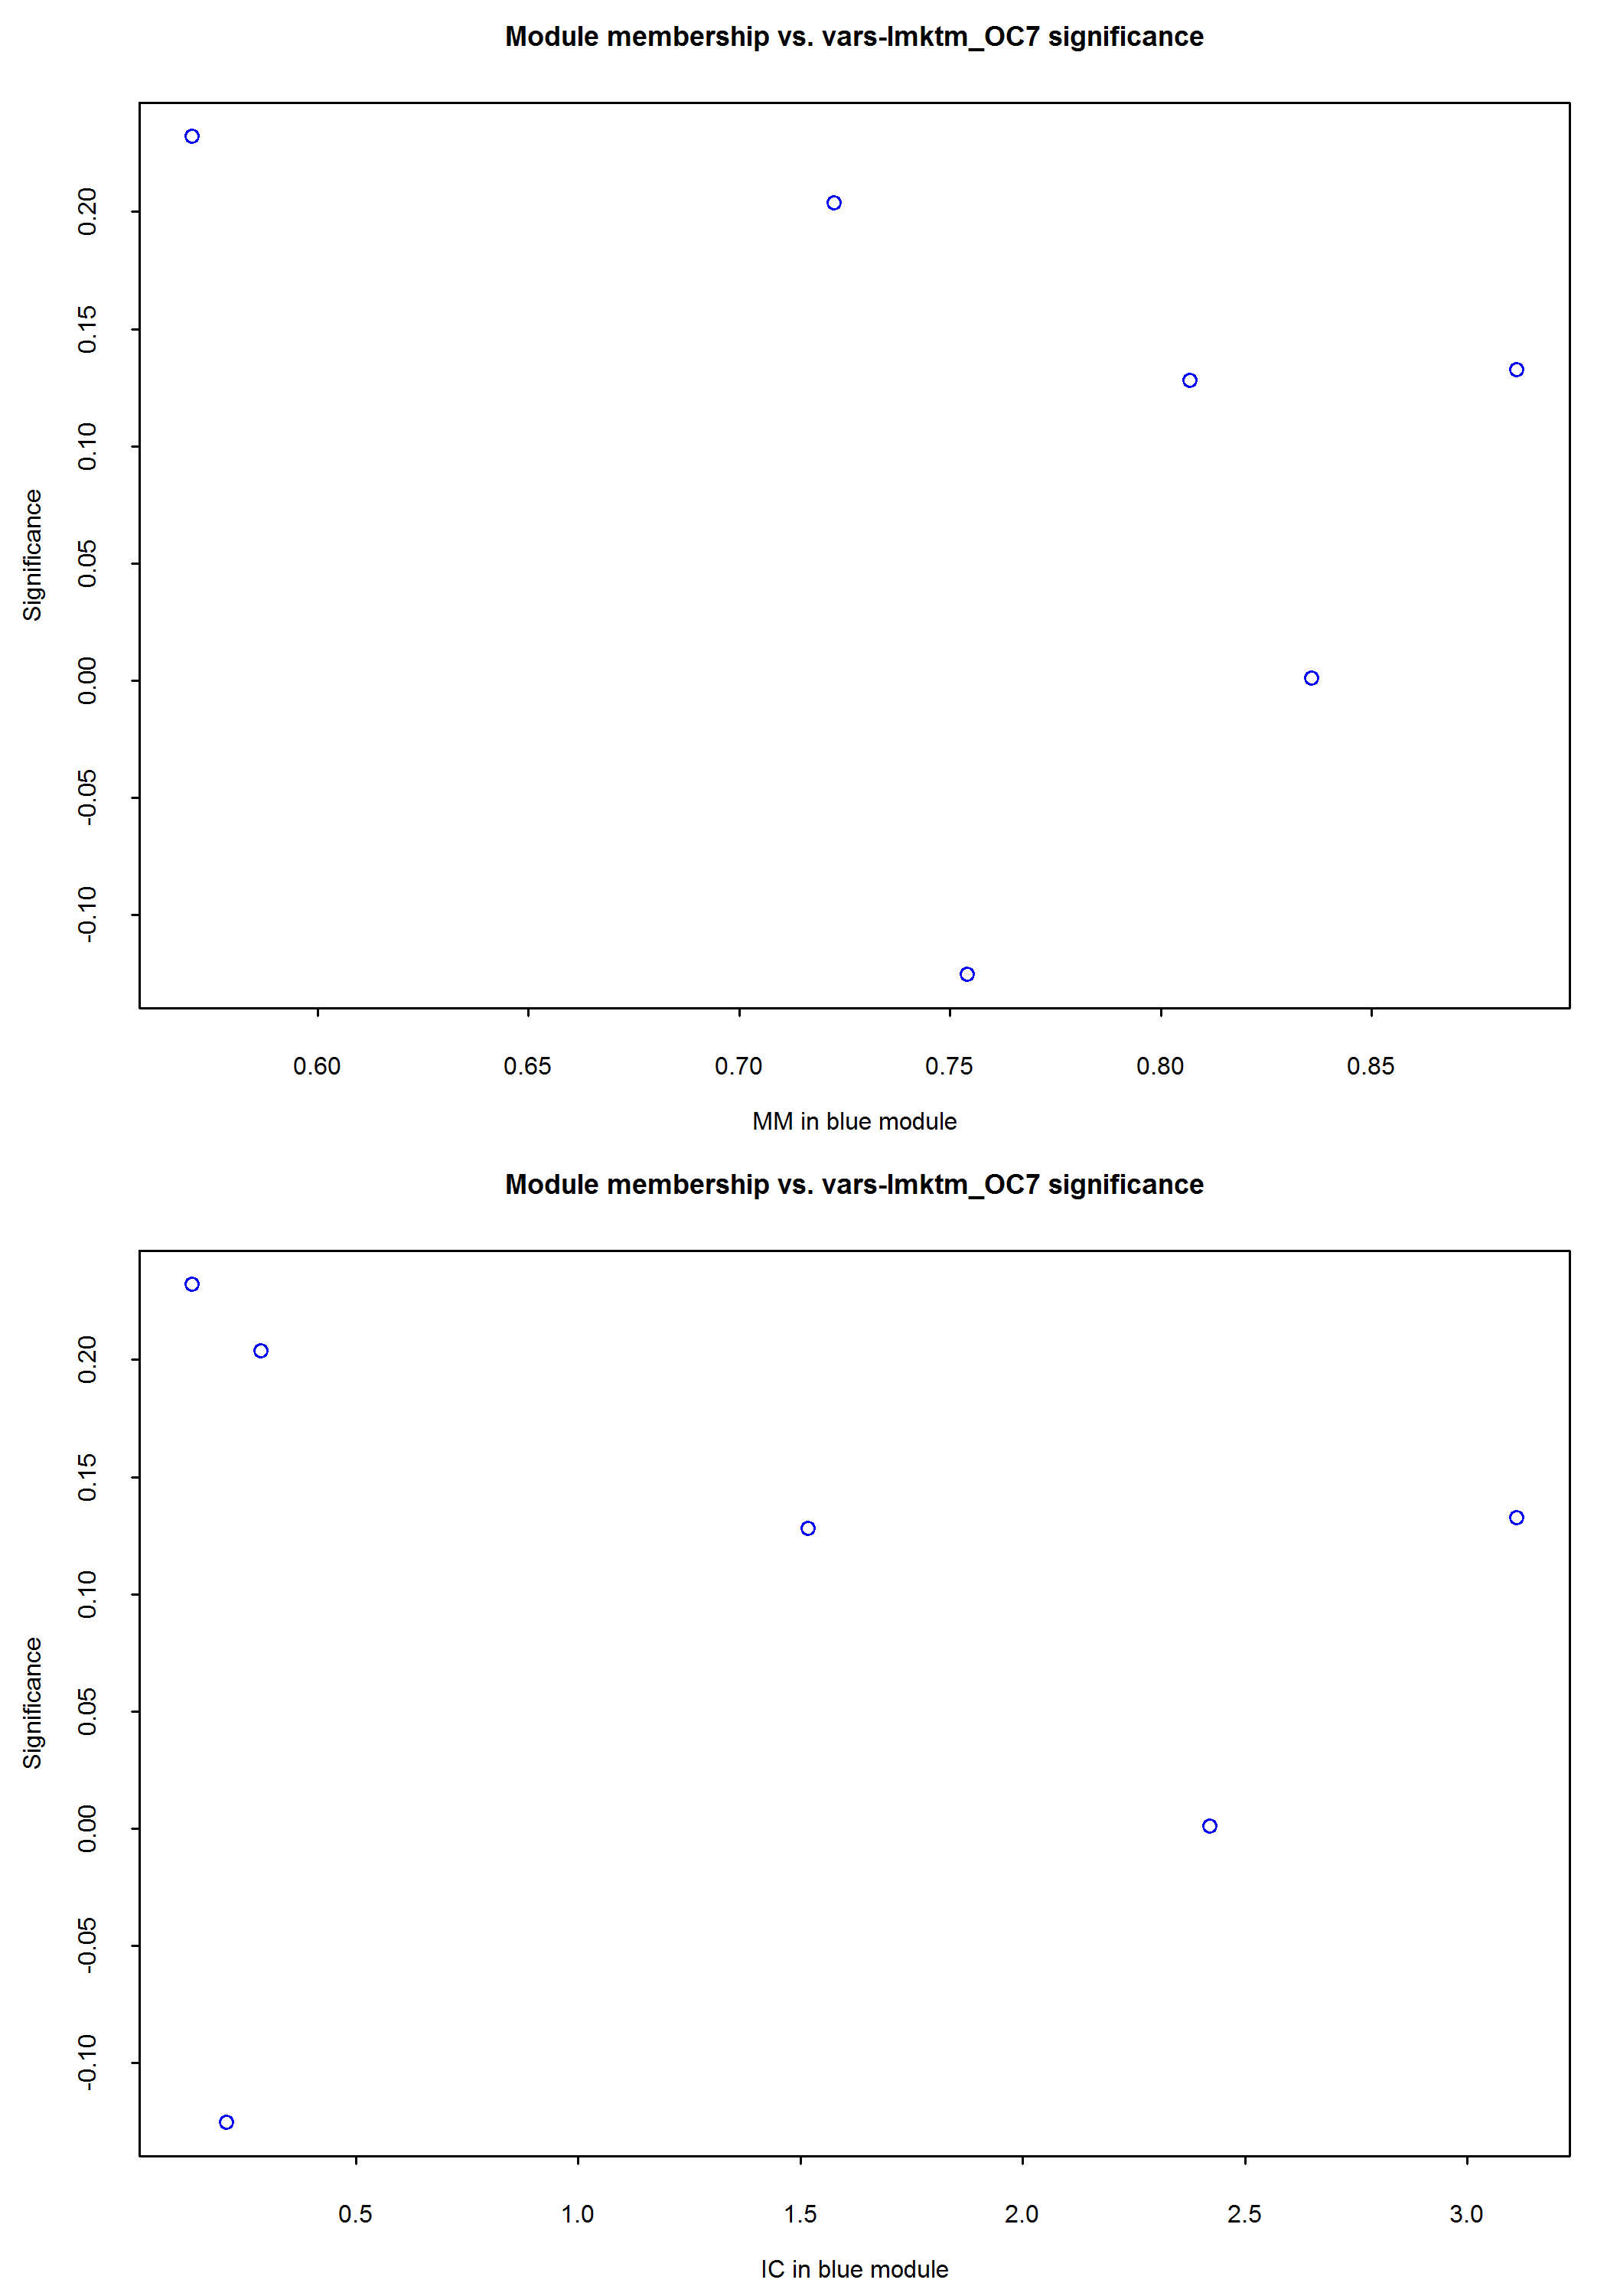 Module membership vs. vars-lmktm_OC7 significance
Significance
0.20
0.15
0.10
0.05
0.00
-0.05
-0.10
0.60 0.65 0.70 0.75 0.80 0.85
MM in blue module
Module membership vs. vars-lmktm_OC7 significance
Significance
0.20
0.15
0.10
0.05
0.00
-0.05
-0.10
0.5 1.0 1.5 2.0 2.5 3.0
IC in blue module